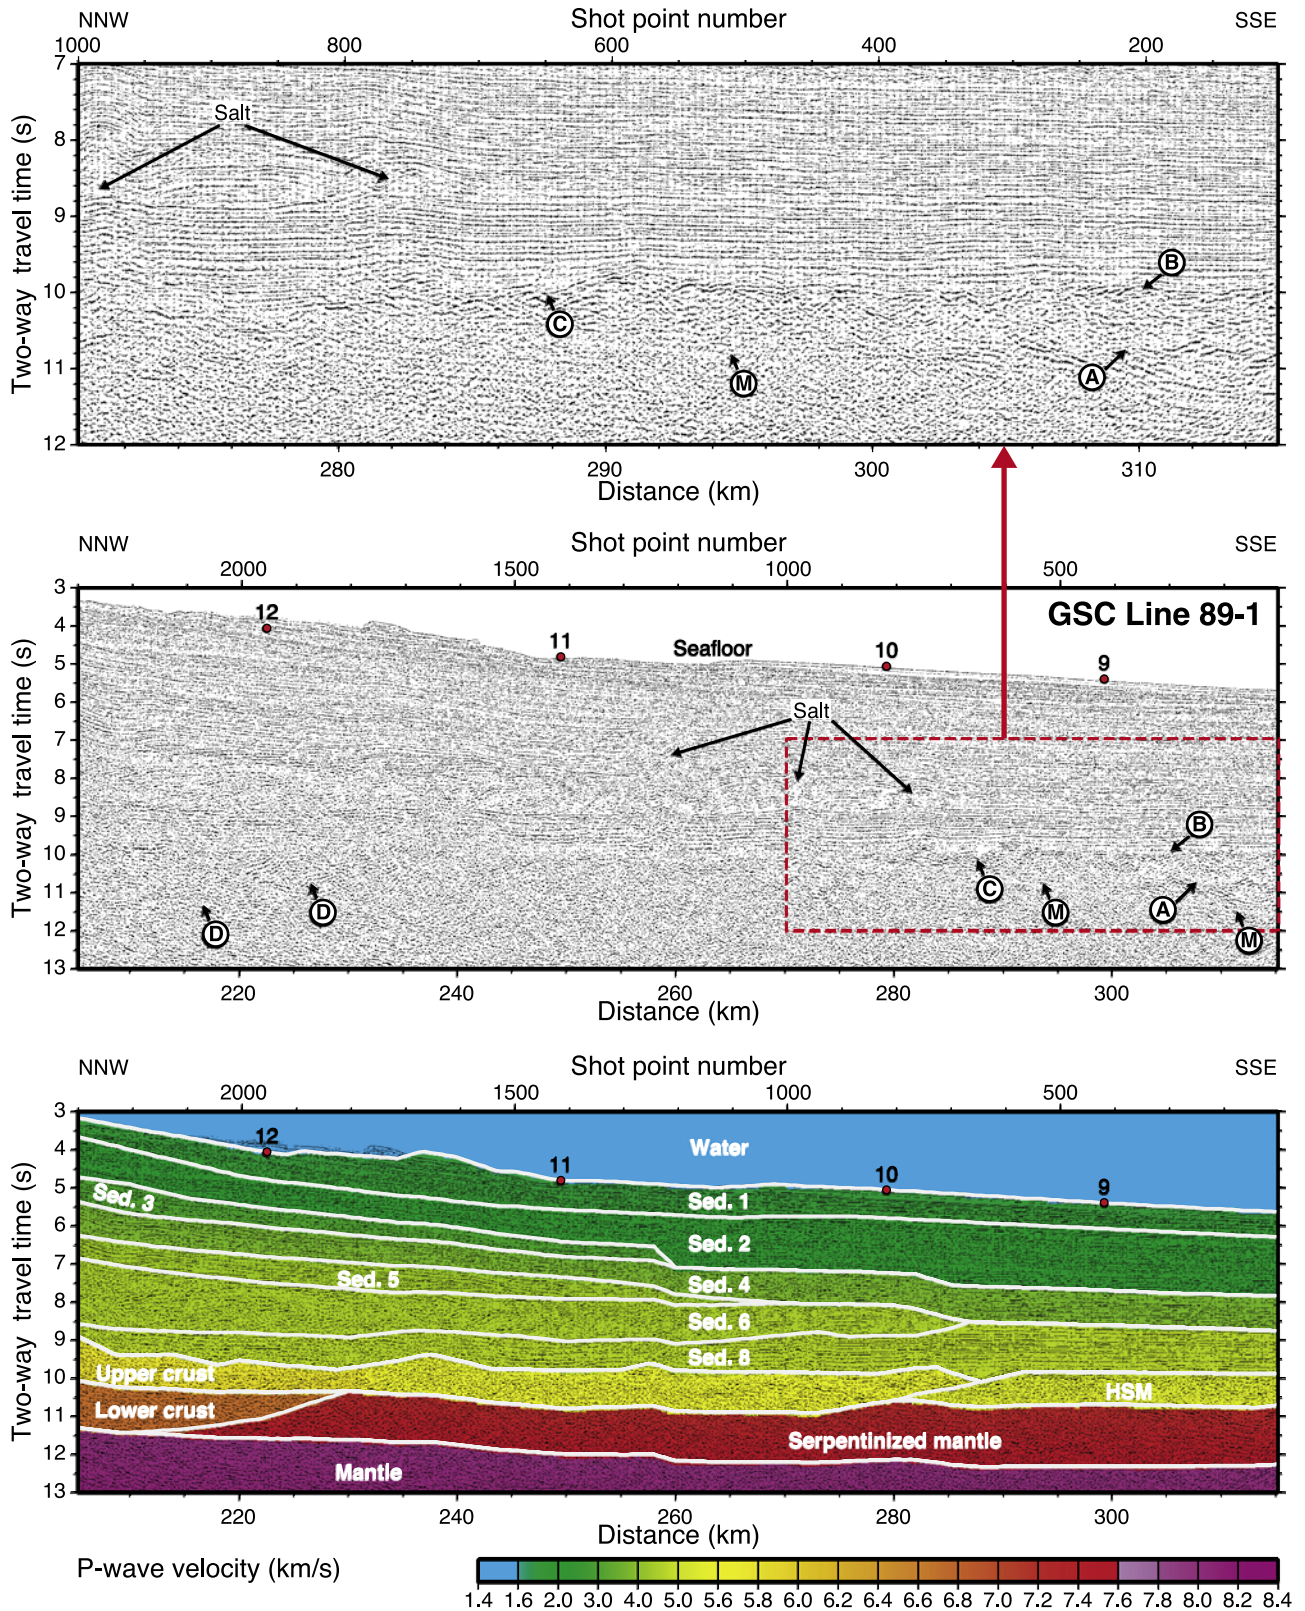 NNW Shot point number SSE
1000 800 600 400 200
7
Salt
8
9
B
10
C
11
M A
12
Two-way travel time (s)
280 290 300 310
Distance (km)
NNW Shot point number SSE
2000 1500 1000 500
3
GSC Line 89-1
12
4
11 Seafloor 10 9
5
6
Salt
7
8
9
B
10
C
11
D D M A
12
M
13
Two-way travel time (s)
220 240 260 280 300
Distance (km)
NNW Shot point number SSE
2000 1500 1000 500
3
12 Water
4
11 10 9
5
Sed. 3 Sed. 1
6
Sed. 2
7
Sed. 5 Sed. 4
8
Sed. 6
9
Sed. 8
10
Upper crust HSM
11
Lower crust
Serpentinized mantle
12
Mantle
13
Two-way travel time (s)
220 240 260 280 300
Distance (km)
P-wave velocity (km/s)
1.4 1.6 2.0 3.0 4.0 5.0 5.6 5.8 6.0 6.2 6.4 6.6 6.8 7.0 7.2 7.4 7.6 7.8 8.0 8.2 8.4